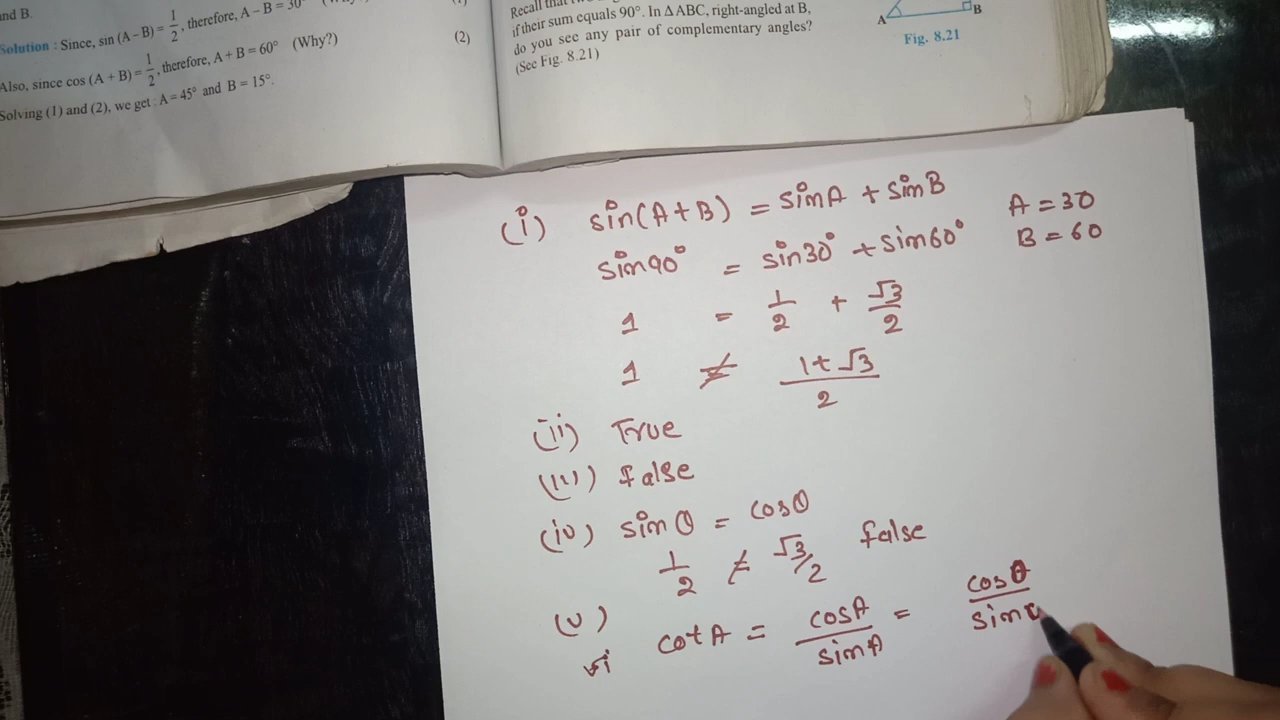 and B.
Solution : Since, sin (A – B) = 1/2, therefore, A – B = 30°
Also, since cos (A + B) = 1/2, therefore, A + B = 60° (Why?) (2)
Solving (1) and (2), we get : A = 45° and B = 15°.
Recall that
if their sum equals 90°. In ΔABC, right-angled at B,
do you see any pair of complementary angles?
(See Fig. 8.21)
A B
Fig. 8.21
(i) sin(A+B) = sinA + sinB A = 30
sin90° = sin30° + sin60° B = 60
1 = 1/2 + √3/2
1 ≠ 1+√3/2
(ii) True
(iii) false
(iv) sinθ = cosθ
1/2 ≠ √3/2 false
(v)
cotA = cosA/sinA = cosθ/sin